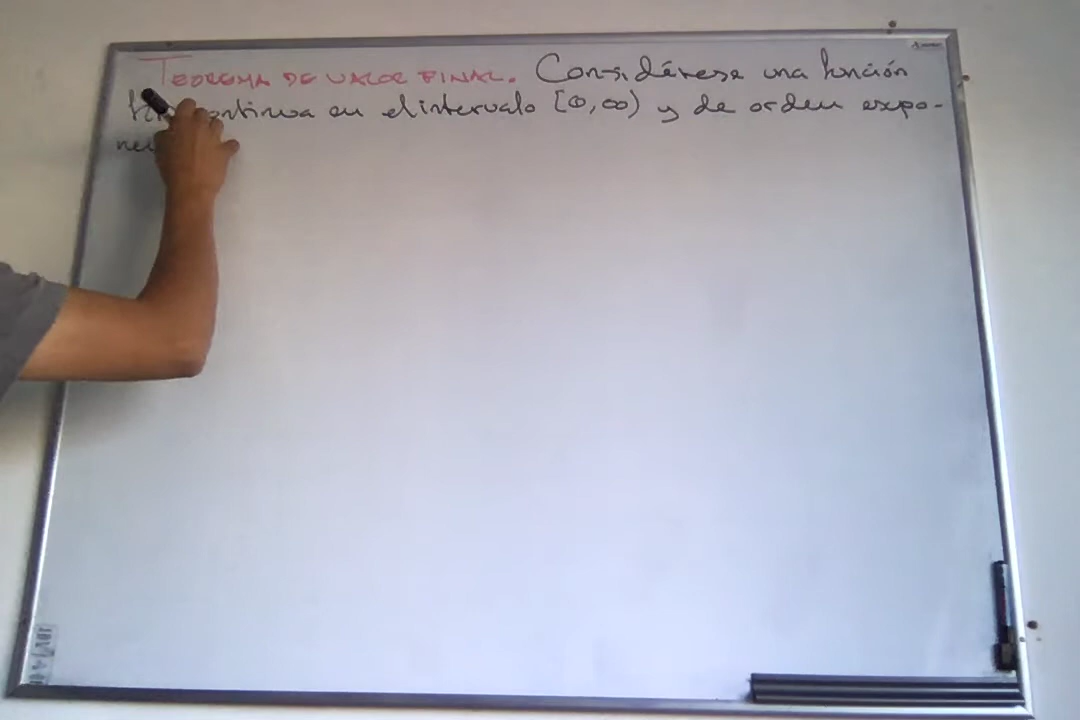 TEOREMA DE VALOR FINAL. Considérese una función
continua en el intervalo [0,∞) y de orden expo-